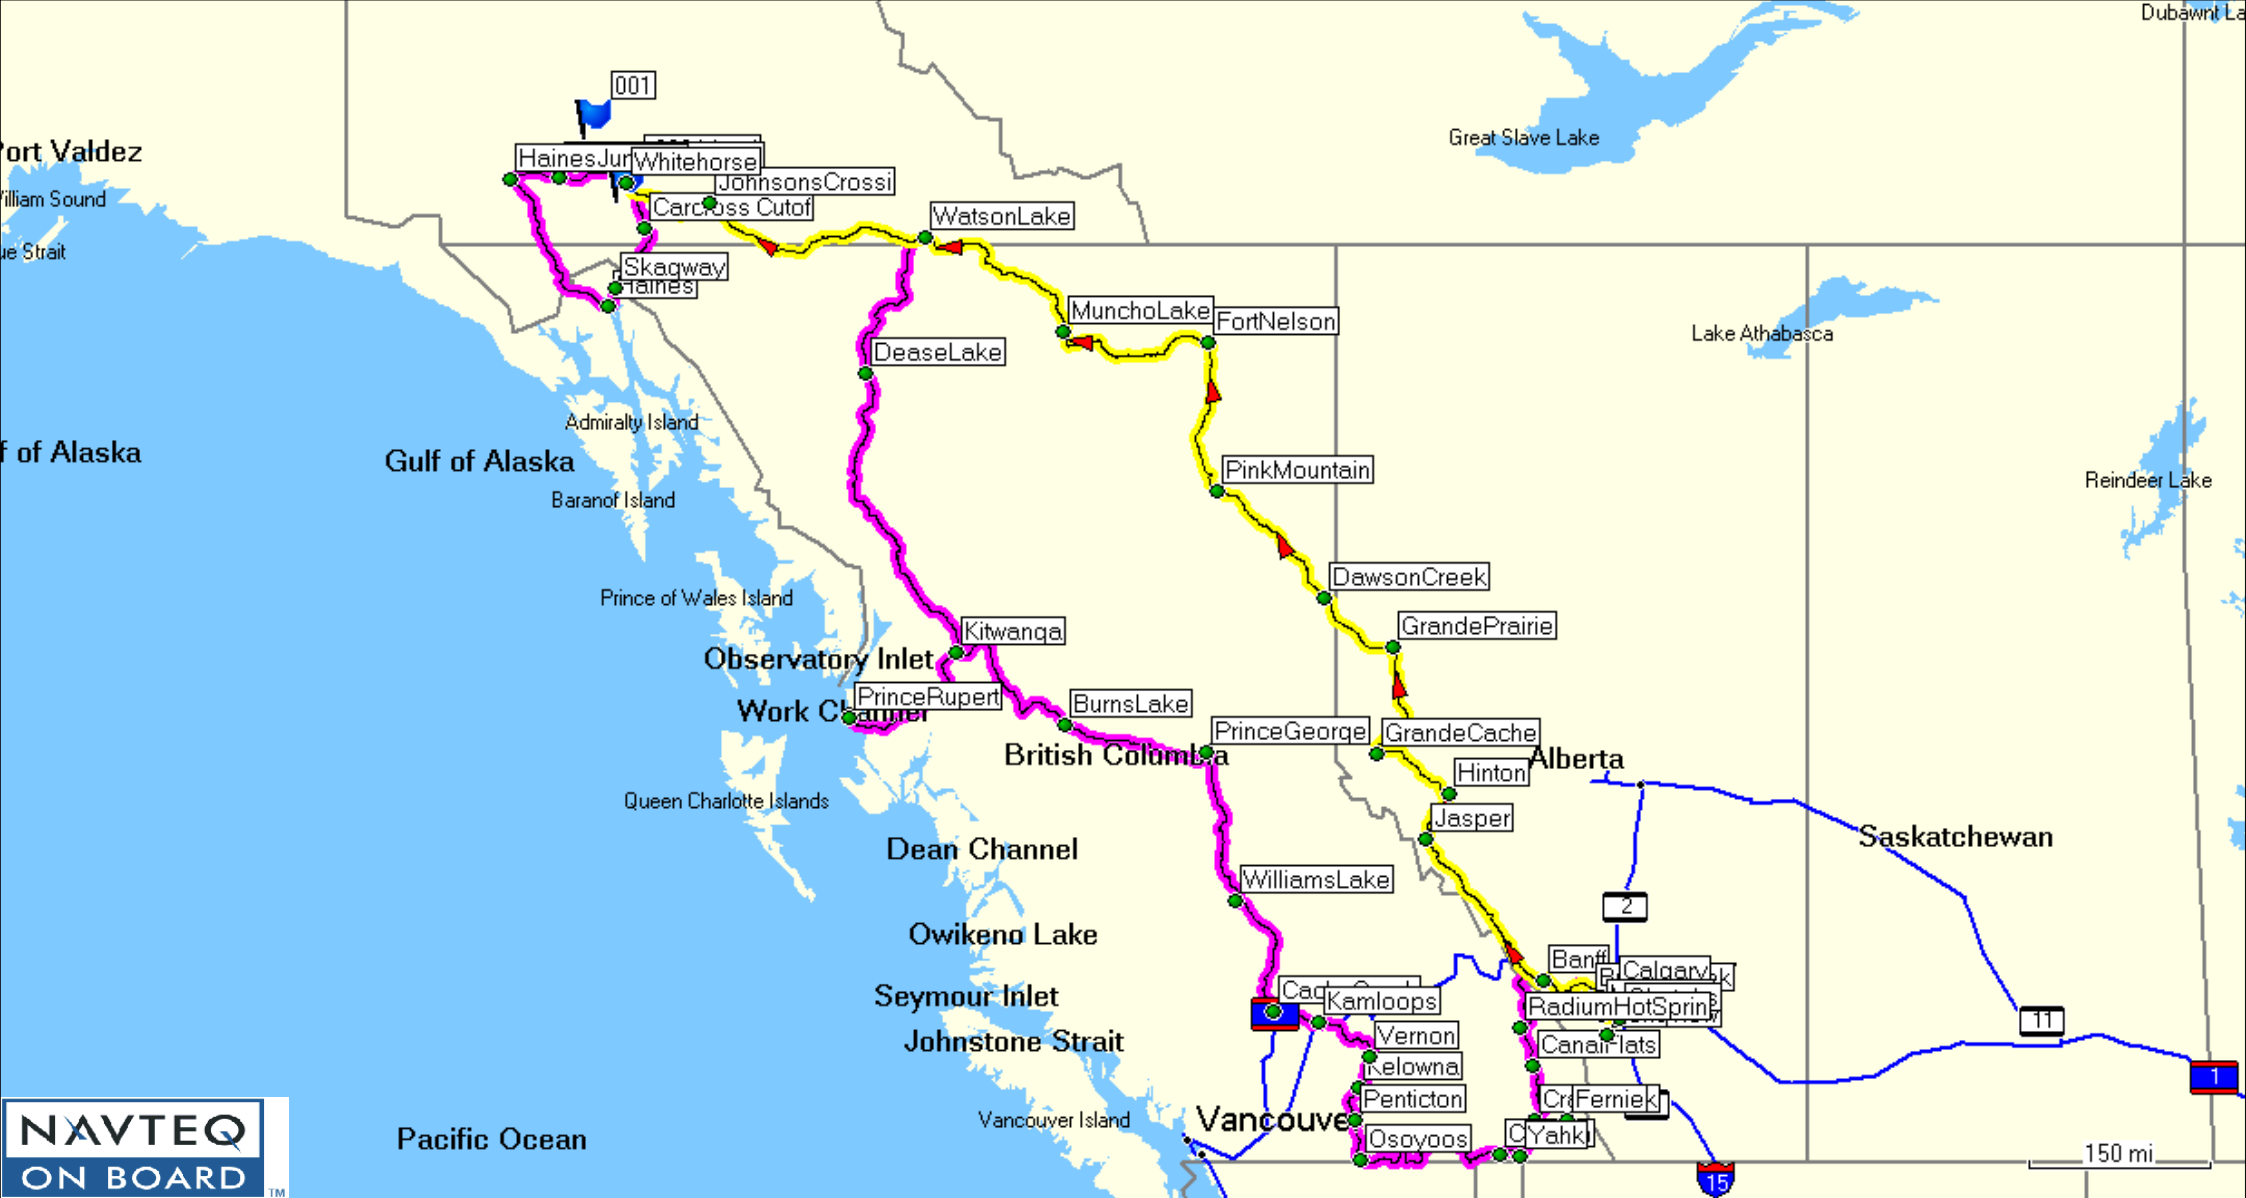 Dubawnt La
001
Great Slave Lake
Port Valdez
HainesJun
Whitehorse
JohnsonsCrossi
William Sound
Carcross Cutof
WatsonLake
ue Strait
Skagway
Haines
MunchoLake
FortNelson
Lake Athabasca
DeaseLake
Admiralty Island
f of Alaska
Gulf of Alaska
PinkMountain
Reindeer Lake
Baranof Island
DawsonCreek
Prince of Wales Island
GrandePrairie
Kitwanga
Observatory Inlet
PrinceRupert
Work Channel
BurnsLake
PrinceGeorge
GrandeCache
British Columbia
Alberta
Hinton
Queen Charlotte Islands
Jasper
Saskatchewan
Dean Channel
WilliamsLake
2
Owikeno Lake
Banff
Calgary
Seymour Inlet
Kamloops
RadiumHotSprin
11
Johnstone Strait
Vernon
CanalFlats
Kelowna
1
Penticton
Ferniek
Vancouver Island
Vancouve
Osoyoos
Yahk
Pacific Ocean
150 mi
15
NAVTEQ
ON BOARD
TM